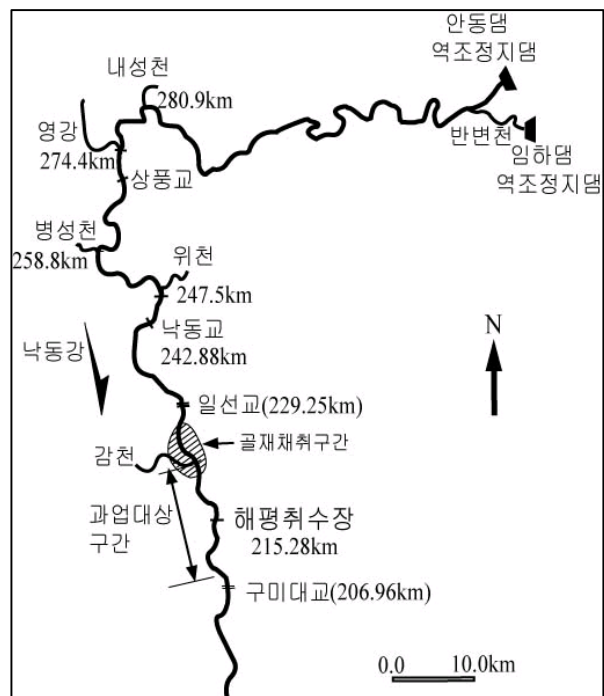 안동댐
역조정지댐
내성천
280.9km
영강
274.4km
반변천
임하댐
역조정지댐
상풍교
병성천
258.8km
위천
247.5km
낙동교
242.88km
낙동강
N
일선교(229.25km)
골재채취구간
감천
과업대상
구간
해평취수장
215.28km
구미대교(206.96km)
0.0
10.0km